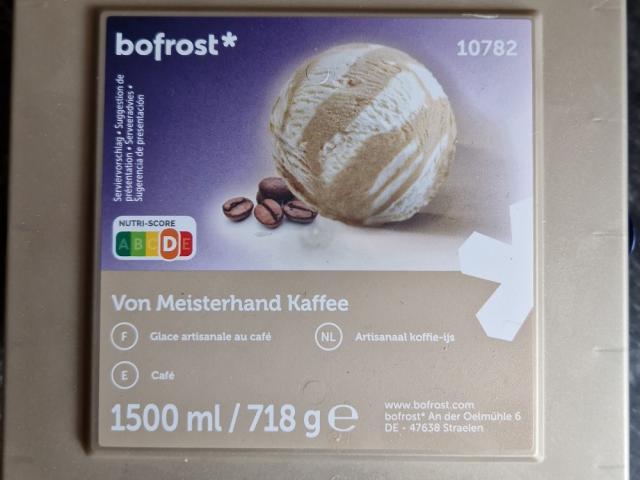 bofrost*
10782
Serviervorschlag • Suggestion de
présentation • Serveeradvies •
Sugerencia de presentación
NUTRI-SCORE
A B C D E
Von Meisterhand Kaffee
F Glace artisanale au café
NL Artisanaal koffie-ijs
E Café
1500 ml / 718 g ℮
www.bofrost.com
bofrost* An der Oelmühle 6
DE - 47638 Straelen